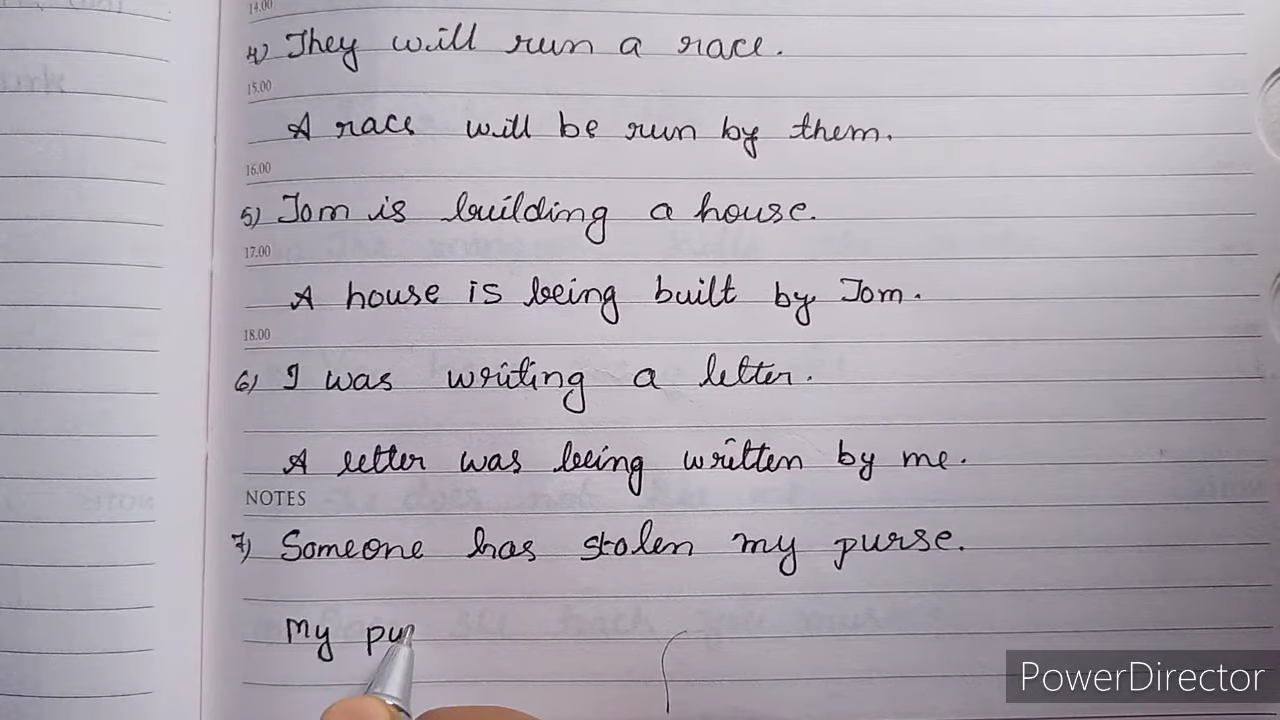 14.00
4) They will run a race.
15.00
A race will be run by them.
16.00
5) Tom is building a house.
17.00
A house is being built by Tom.
18.00
6) I was writing a letter.
A letter was being written by me.
NOTES
7) Someone has stolen my purse.
My pur
PowerDirector